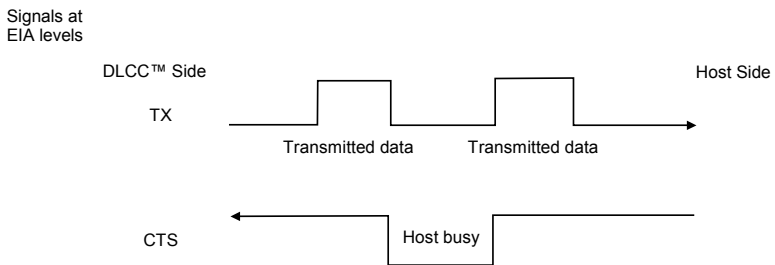 Signals at
EIA levels
DLCC™ Side
Host Side
TX
Transmitted data
Transmitted data
CTS
Host busy